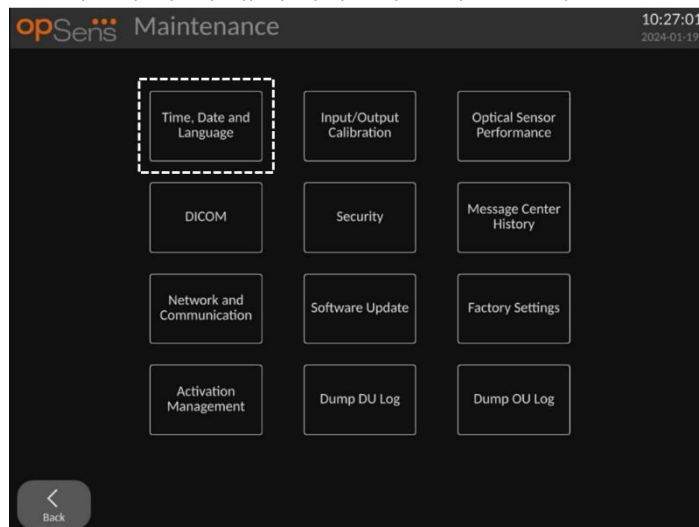 opSens Maintenance
10:27:01
2024-01-19
Time, Date and
Language
Input/Output
Calibration
Optical Sensor
Performance
DICOM
Security
Message Center
History
Network and
Communication
Software Update
Factory Settings
Activation
Management
Dump DU Log
Dump OU Log
Back